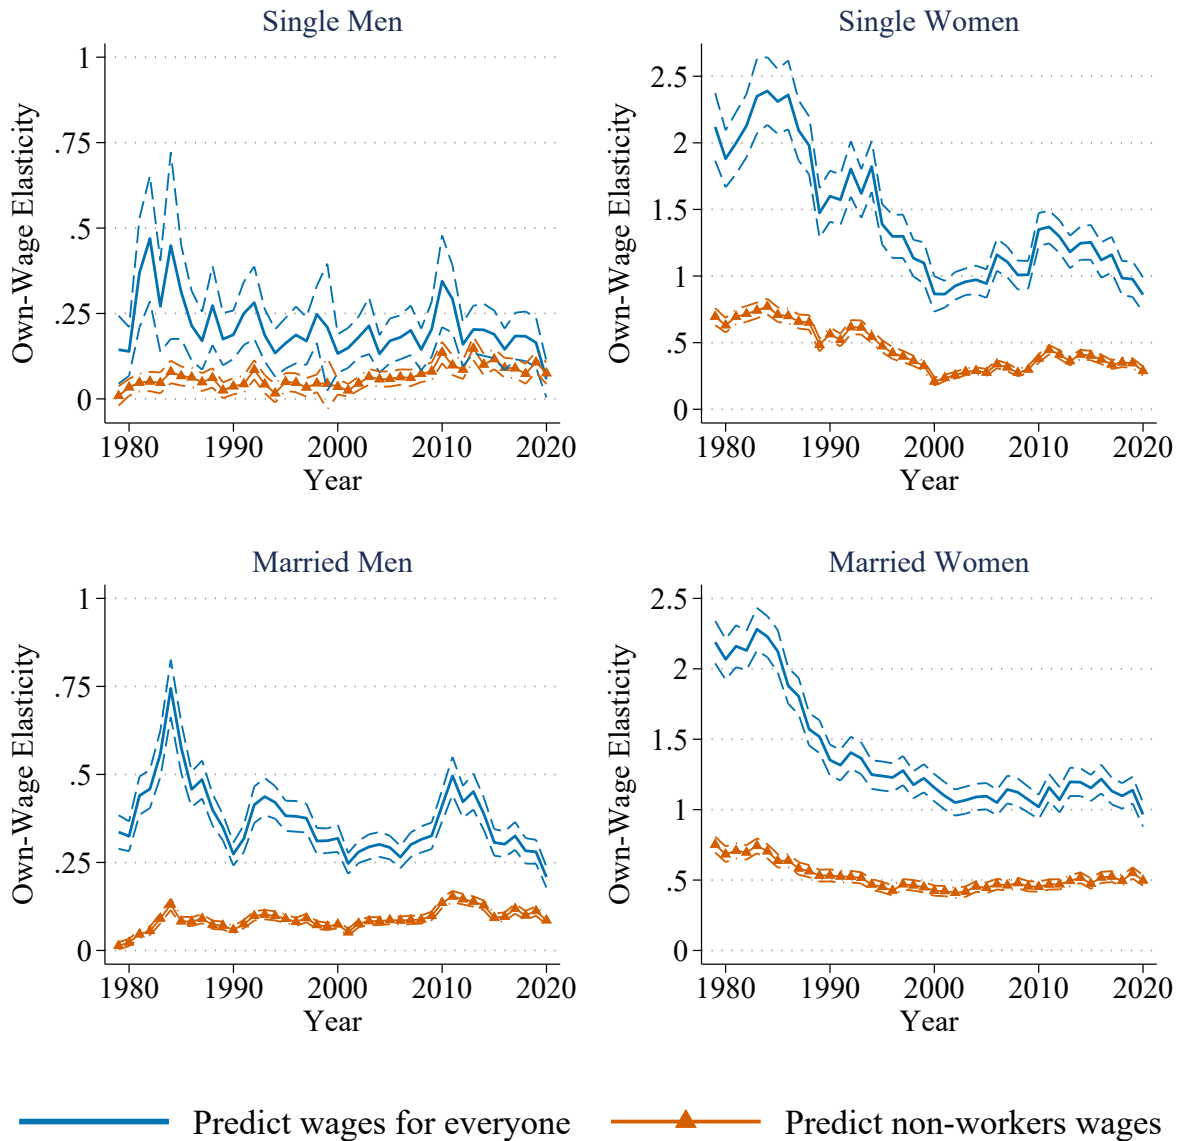 Single Men
Own-Wage Elasticity
1
.75
.5
.25
0
1980 1990 2000 2010 2020
Year
Single Women
Own-Wage Elasticity
2.5
2
1.5
1
.5
0
1980 1990 2000 2010 2020
Year
Married Men
Own-Wage Elasticity
1
.75
.5
.25
0
1980 1990 2000 2010 2020
Year
Married Women
Own-Wage Elasticity
2.5
2
1.5
1
.5
0
1980 1990 2000 2010 2020
Year
Predict wages for everyone
Predict non-workers wages